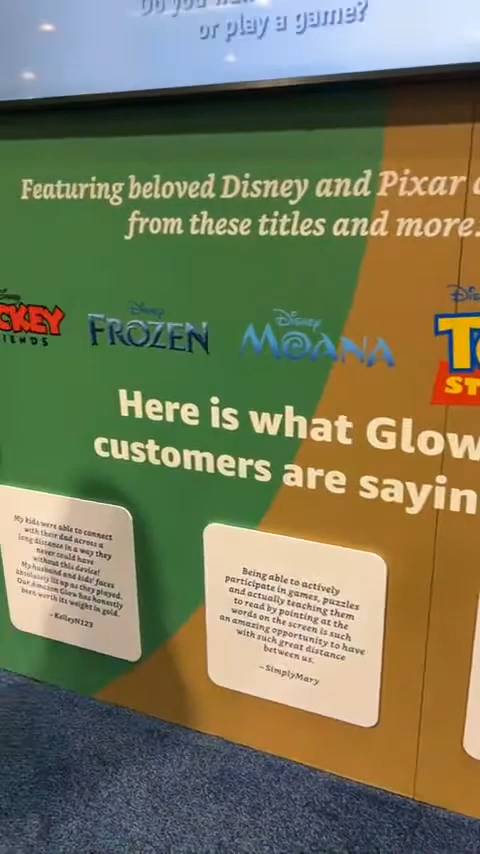 or play a game?
Featuring beloved Disney and Pixar
from these titles and more.
Disney
FROZEN
Disney
MOANA
Here is what Glow
customers are sayin
My kids were able to connect
with their dad across a
long distance in a way they
never could have
without this device!
My husband and kids' faces
absolutely lit up as they played.
Our Amazon Glow has honestly
been worth its weight in gold.
– KelleyN123
Being able to actively
participate in games, puzzles
and actually teaching them
to read by pointing at the
words on the screen is such
an amazing opportunity to have
with such great distance
between us.
– SimplyMary